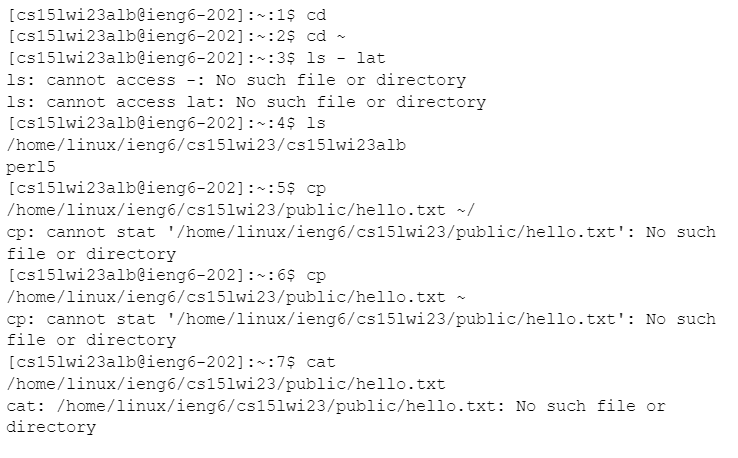 [cs15lwi23alb@ieng6-202]:~:1$ cd
[cs15lwi23alb@ieng6-202]:~:2$ cd ~
[cs15lwi23alb@ieng6-202]:~:3$ ls - lat
ls: cannot access -: No such file or directory
ls: cannot access lat: No such file or directory
[cs15lwi23alb@ieng6-202]:~:4$ ls
/home/linux/ieng6/cs15lwi23/cs15lwi23alb
perl5
[cs15lwi23alb@ieng6-202]:~:5$ cp
/home/linux/ieng6/cs15lwi23/public/hello.txt ~/
cp: cannot stat '/home/linux/ieng6/cs15lwi23/public/hello.txt': No such
file or directory
[cs15lwi23alb@ieng6-202]:~:6$ cp
/home/linux/ieng6/cs15lwi23/public/hello.txt ~
cp: cannot stat '/home/linux/ieng6/cs15lwi23/public/hello.txt': No such
file or directory
[cs15lwi23alb@ieng6-202]:~:7$ cat
/home/linux/ieng6/cs15lwi23/public/hello.txt
cat: /home/linux/ieng6/cs15lwi23/public/hello.txt: No such file or
directory